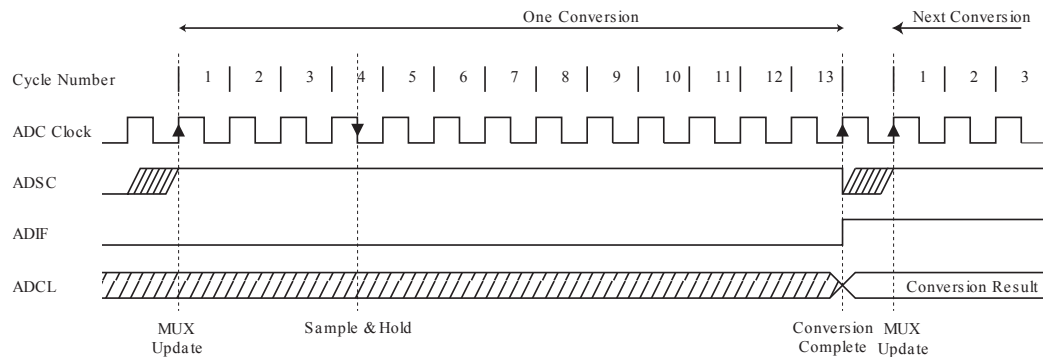 One Conversion Next Conversion
Cycle Number 1 2 3 4 5 6 7 8 9 10 11 12 13 1 2 3
ADC Clock
ADSC
ADIF
ADCL Conversion Result
MUX Update
Sample & Hold
Conversion Complete
MUX Update